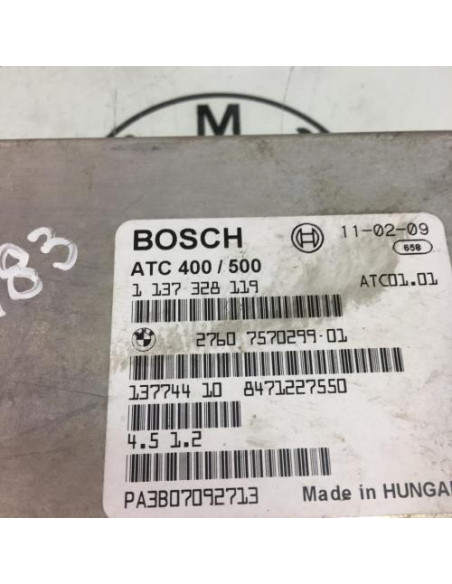 M
183
BOSCH 11-02-09
658
ATC 400 / 500
1 137 328 119 ATC01.01
2760 7570299-01
137744 10 8471227550
4.5 1.2
PA3B07092713 Made in HUNGA